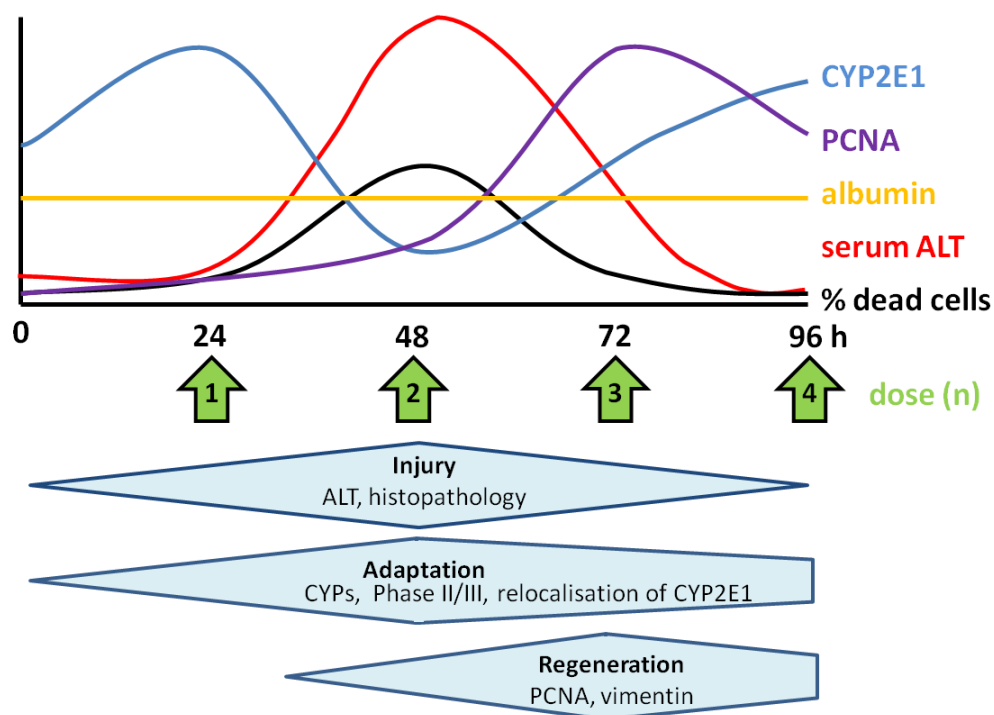 CYP2E1
PCNA
albumin
serum ALT
% dead cells
0 24 48 72 96 h
1 2 3 4 dose (n)
Injury
ALT, histopathology
Adaptation
CYPs, Phase II/III, relocalisation of CYP2E1
Regeneration
PCNA, vimentin